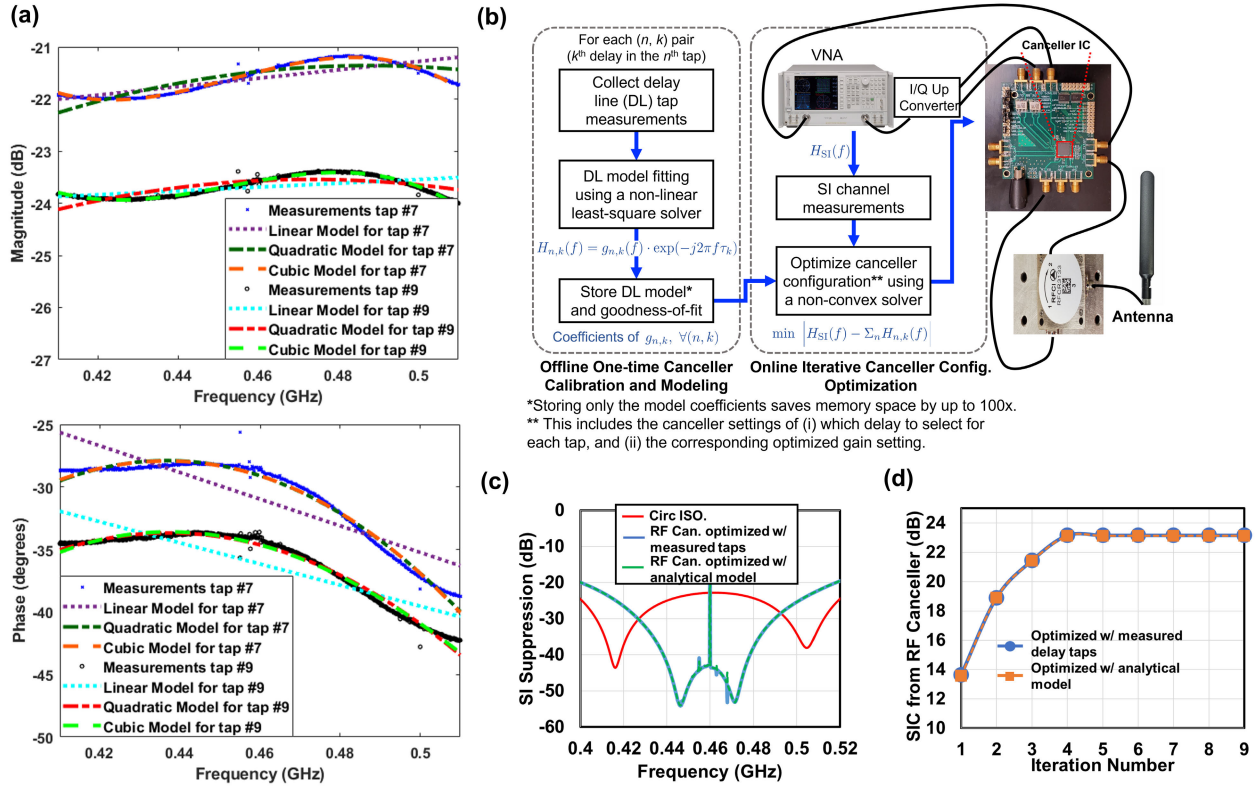 (a)
-21
-22
-23
-24
-25
-26
-27
Magnitude (dB)
Measurements tap #7
Linear Model for tap #7
Quadratic Model for tap #7
Cubic Model for tap #7
Measurements tap #9
Linear Model for tap #9
Quadratic Model for tap #9
Cubic Model for tap #9
0.42 0.44 0.46 0.48 0.5
Frequency (GHz)
-25
-30
-35
-40
-45
-50
Phase (degrees)
Measurements tap #7
Linear Model for tap #7
Quadratic Model for tap #7
Cubic Model for tap #7
Measurements tap #9
Linear Model for tap #9
Quadratic Model for tap #9
Cubic Model for tap #9
0.42 0.44 0.46 0.48 0.5
Frequency (GHz)
(b)
For each (n, k) pair
(kth delay in the nth tap)
Collect delay
line (DL) tap
measurements
DL model fitting
using a non-linear
least-square solver
H_{n,k}(f) = g_{n,k}(f) · exp(−j2πfτ_k)
Store DL model*
and goodness-of-fit
Coefficients of g_{n,k}, ∀(n, k)
Offline One-time Canceller
Calibration and Modeling
VNA
I/Q Up
Converter
H_{SI}(f)
SI channel
measurements
Optimize canceller
configuration** using
a non-convex solver
min |H_{SI}(f) − Σ_n H_{n,k}(f)|
Online Iterative Canceller Config.
Optimization
Canceller IC
RFCI
Antenna
*Storing only the model coefficients saves memory space by up to 100x.
** This includes the canceller settings of (i) which delay to select for
each tap, and (ii) the corresponding optimized gain setting.
(c)
0
-10
-20
-30
-40
-50
-60
SI Suppression (dB)
Circ ISO.
RF Can. optimized w/
measured taps
RF Can. optimized w/
analytical model
0.4 0.42 0.44 0.46 0.48 0.5 0.52
Frequency (GHz)
(d)
24
22
20
18
16
14
12
10
SIC from RF Canceller (dB)
Optimized w/ measured
delay taps
Optimized w/ analytical
model
1 2 3 4 5 6 7 8 9
Iteration Number